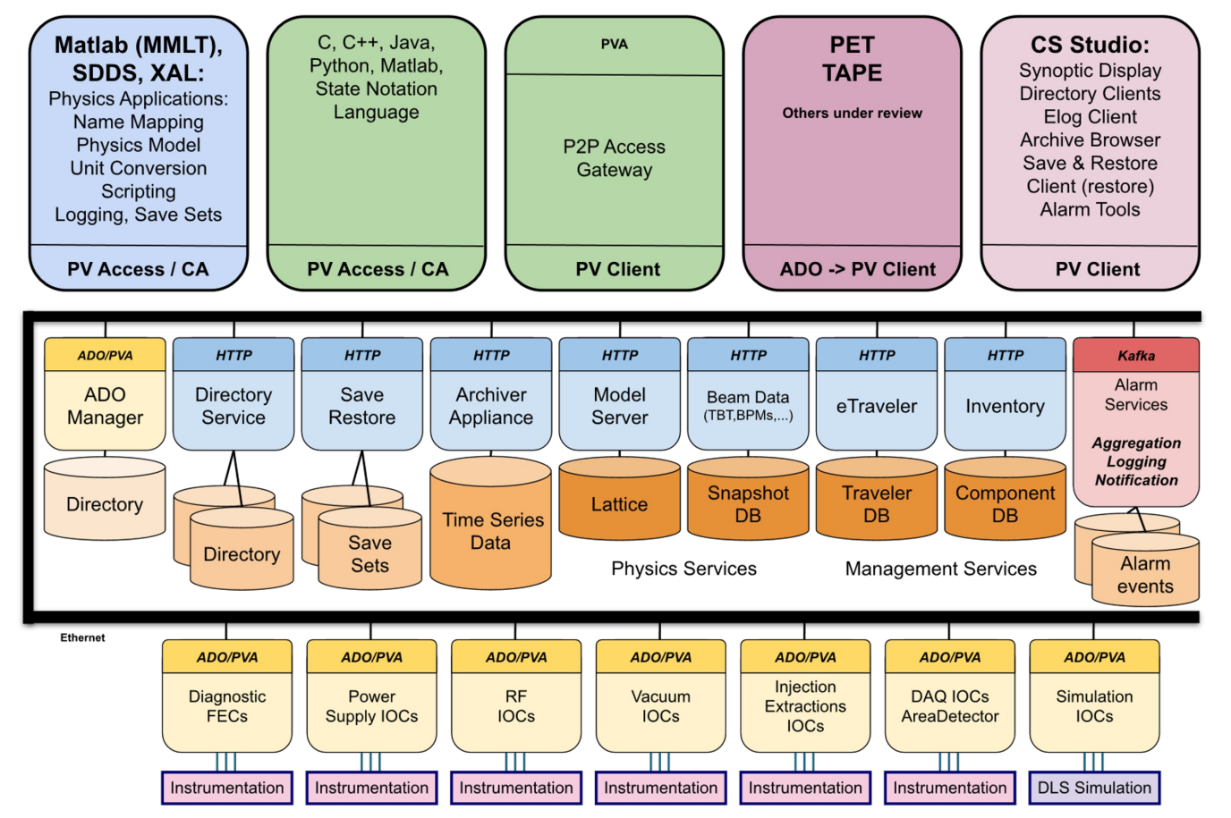 Matlab (MMLT),
SDDS, XAL:
Physics Applications:
Name Mapping
Physics Model
Unit Conversion
Scripting
Logging, Save Sets
PV Access / CA
C, C++, Java,
Python, Matlab,
State Notation
Language
PV Access / CA
PVA
P2P Access
Gateway
PV Client
PET
TAPE
Others under review
ADO -> PV Client
CS Studio:
Synoptic Display
Directory Clients
Elog Client
Archive Browser
Save & Restore
Client (restore)
Alarm Tools
PV Client
ADO/PVA
ADO
Manager
Directory
HTTP
Directory
Service
Directory
HTTP
Save
Restore
Save
Sets
HTTP
Archiver
Appliance
Time Series
Data
HTTP
Model
Server
Lattice
HTTP
Beam Data
(TBT,BPMs,...)
Snapshot
DB
Physics Services
HTTP
eTraveler
Traveler
DB
HTTP
Inventory
Component
DB
Management Services
Kafka
Alarm
Services
Aggregation
Logging
Notification
Alarm
events
Ethernet
ADO/PVA
Diagnostic
FECs
Instrumentation
ADO/PVA
Power
Supply IOCs
Instrumentation
ADO/PVA
RF
IOCs
Instrumentation
ADO/PVA
Vacuum
IOCs
Instrumentation
ADO/PVA
Injection
Extractions
IOCs
Instrumentation
ADO/PVA
DAQ IOCs
AreaDetector
Instrumentation
ADO/PVA
Simulation
IOCs
DLS Simulation